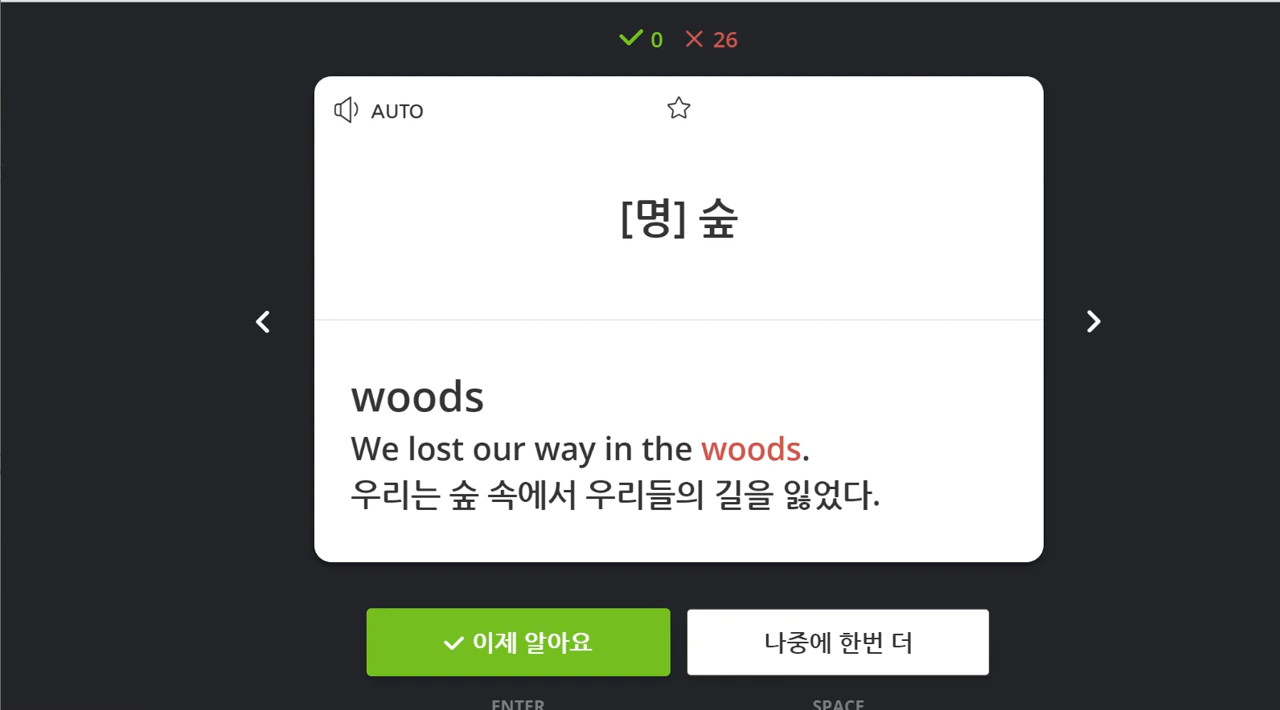 0 26
AUTO
[명] 숲
woods
We lost our way in the woods.
우리는 숲 속에서 우리들의 길을 잃었다.
이제 알아요 나중에 한번 더
ENTER SPACE